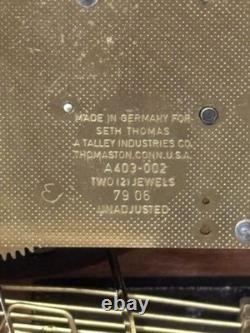 MADE IN GERMANY FOR
SETH THOMAS
A TALLEY INDUSTRIES CO.
THOMASTON, CONN. U.S.A.
A403-002
TWO (2) JEWELS
79 06
UNADJUSTED